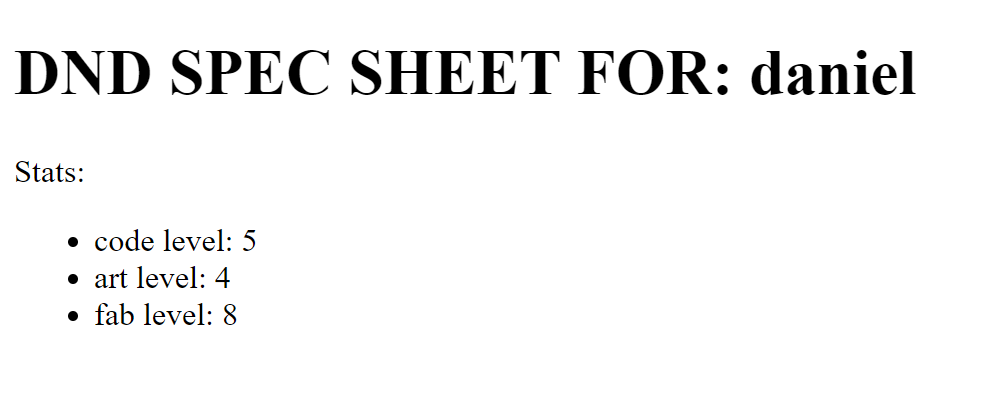 DND SPEC SHEET FOR: daniel
Stats:
• code level: 5
• art level: 4
• fab level: 8